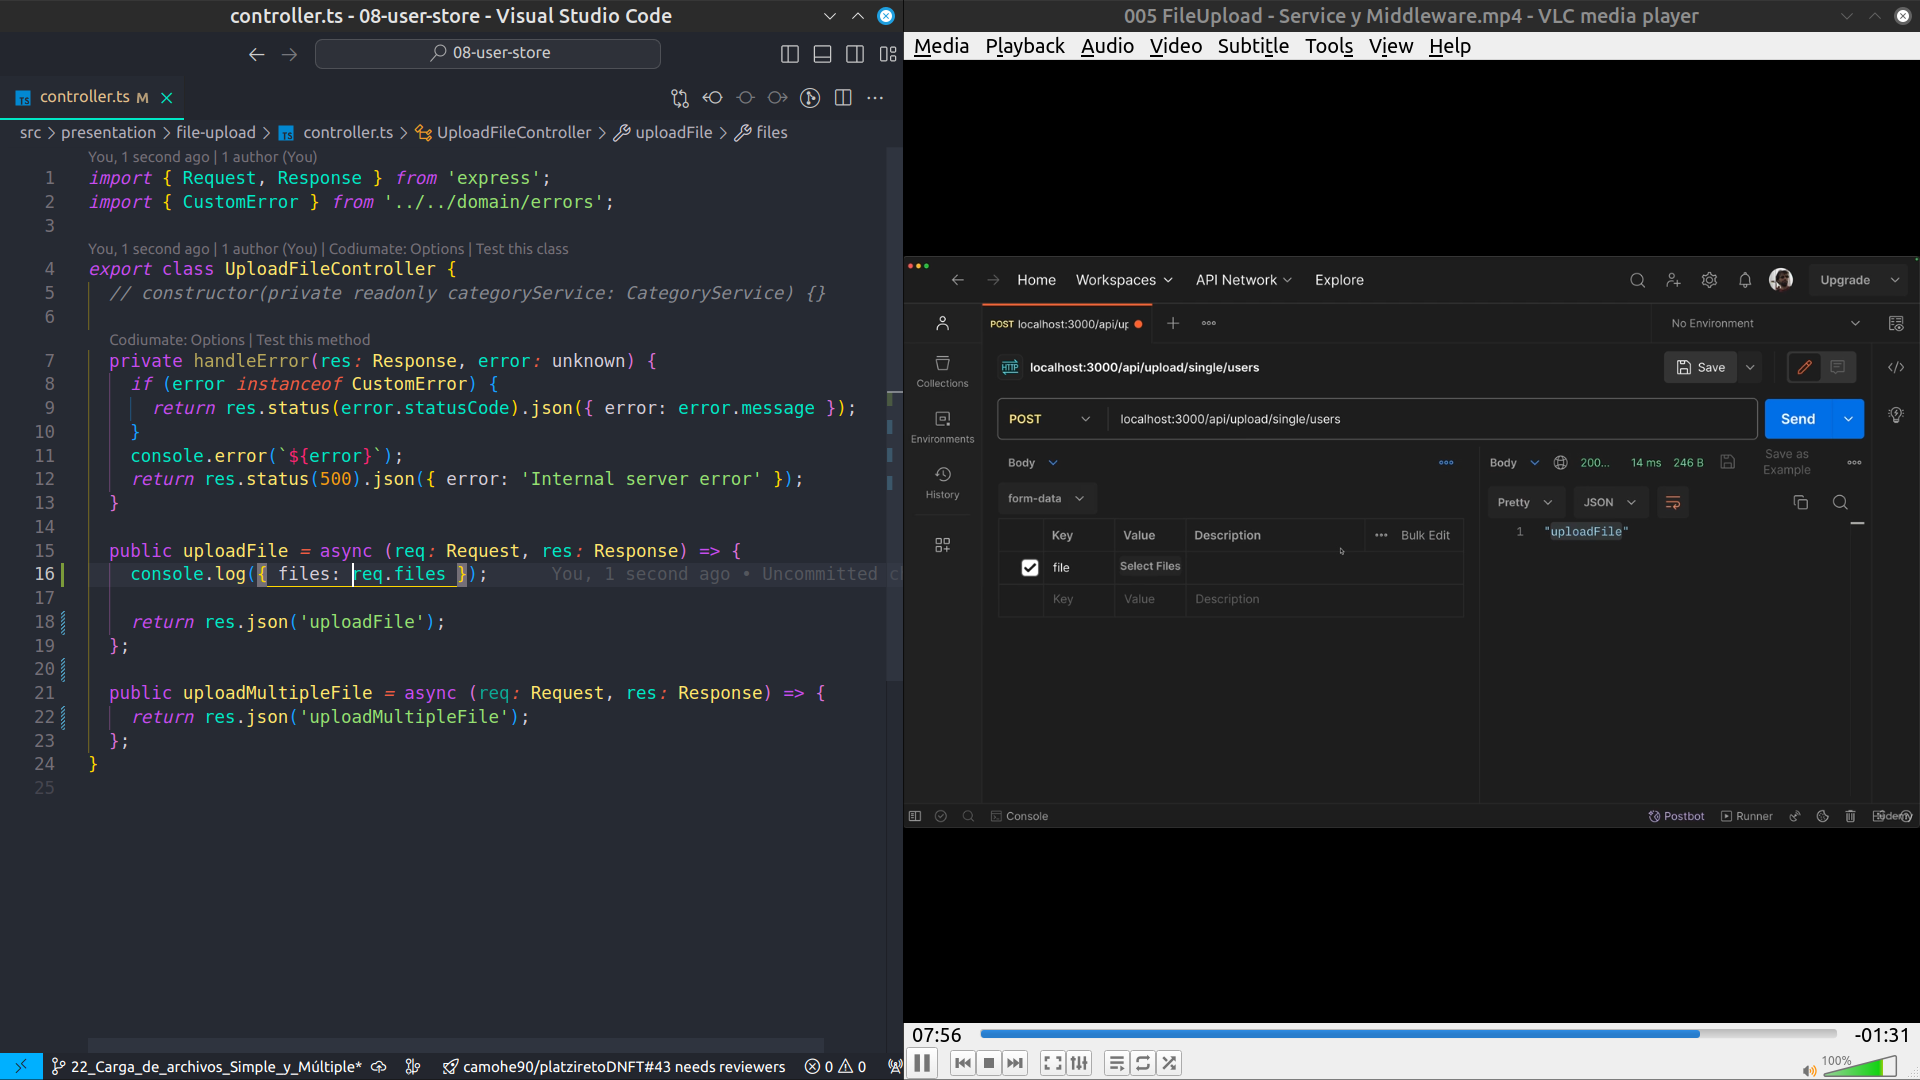 controller.ts - 08-user-store - Visual Studio Code
08-user-store
controller.ts M
src > presentation > file-upload > controller.ts > UploadFileController > uploadFile > files
You, 1 second ago | 1 author (You)
1 import { Request, Response } from 'express';
2 import { CustomError } from '../../domain/errors';
3
You, 1 second ago | 1 author (You) | Codiumate: Options | Test this class
4 export class UploadFileController {
5 // constructor(private readonly categoryService: CategoryService) {}
6
Codiumate: Options | Test this method
7 private handleError(res: Response, error: unknown) {
8 if (error instanceof CustomError) {
9 return res.status(error.statusCode).json({ error: error.message });
10 }
11 console.error(`${error}`);
12 return res.status(500).json({ error: 'Internal server error' });
13 }
14
15 public uploadFile = async (req: Request, res: Response) => {
16 console.log({ files: req.files }); You, 1 second ago • Uncommitted c
17
18 return res.json('uploadFile');
19 };
20
21 public uploadMultipleFile = async (req: Request, res: Response) => {
22 return res.json('uploadMultipleFile');
23 };
24 }
25
22_Carga_de_archivos_Simple_y_Múltiple* camohe90/platziretoDNFT#43 needs reviewers 0 0
005 FileUpload - Service y Middleware.mp4 - VLC media player
Media Playback Audio Video Subtitle Tools View Help
Home Workspaces API Network Explore Upgrade
POST localhost:3000/api/up No Environment
Collections
Environments
History
HTTP localhost:3000/api/upload/single/users Save
POST localhost:3000/api/upload/single/users Send
Body
form-data
Key Value Description Bulk Edit
file Select Files
Key Value Description
Body 200... 14 ms 246 B Save as Example
Pretty JSON
1 "uploadFile"
Console Postbot Runner
07:56 -01:31
100%